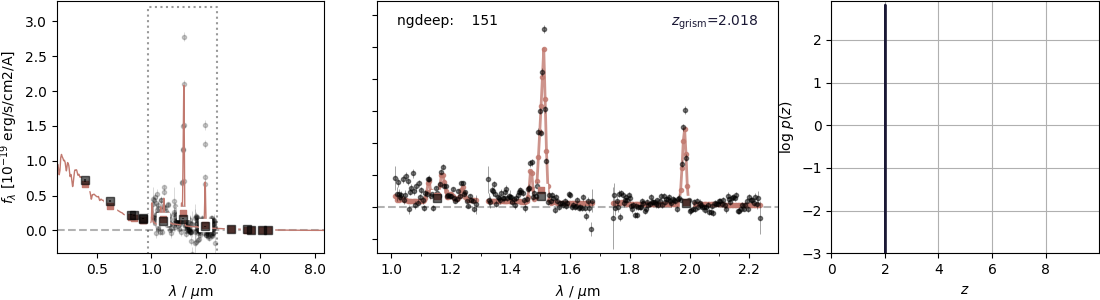 ngdeep: 151
z_grism=2.018
f_λ [10⁻¹⁹ erg/s/cm2/A]
3.0
2.5
2.0
1.5
1.0
0.5
0.0
0.5 1.0 2.0 4.0 8.0
λ / μm
1.0 1.2 1.4 1.6 1.8 2.0 2.2
λ / μm
log p(z)
2
1
0
−1
−2
−3
0 2 4 6 8
z